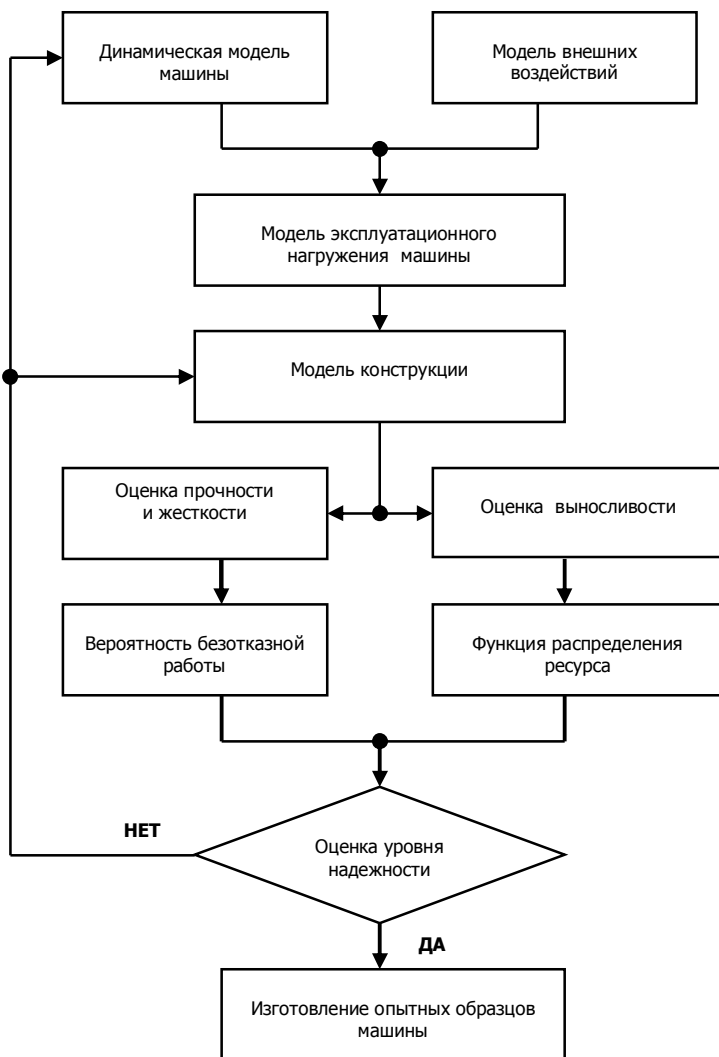 Динамическая модель
машины
Модель внешних
воздействий
Модель эксплуатационного
нагружения машины
Модель конструкции
Оценка прочности
и жесткости
Оценка выносливости
Вероятность безотказной
работы
Функция распределения
ресурса
НЕТ
Оценка уровня
надежности
ДА
Изготовление опытных образцов
машины